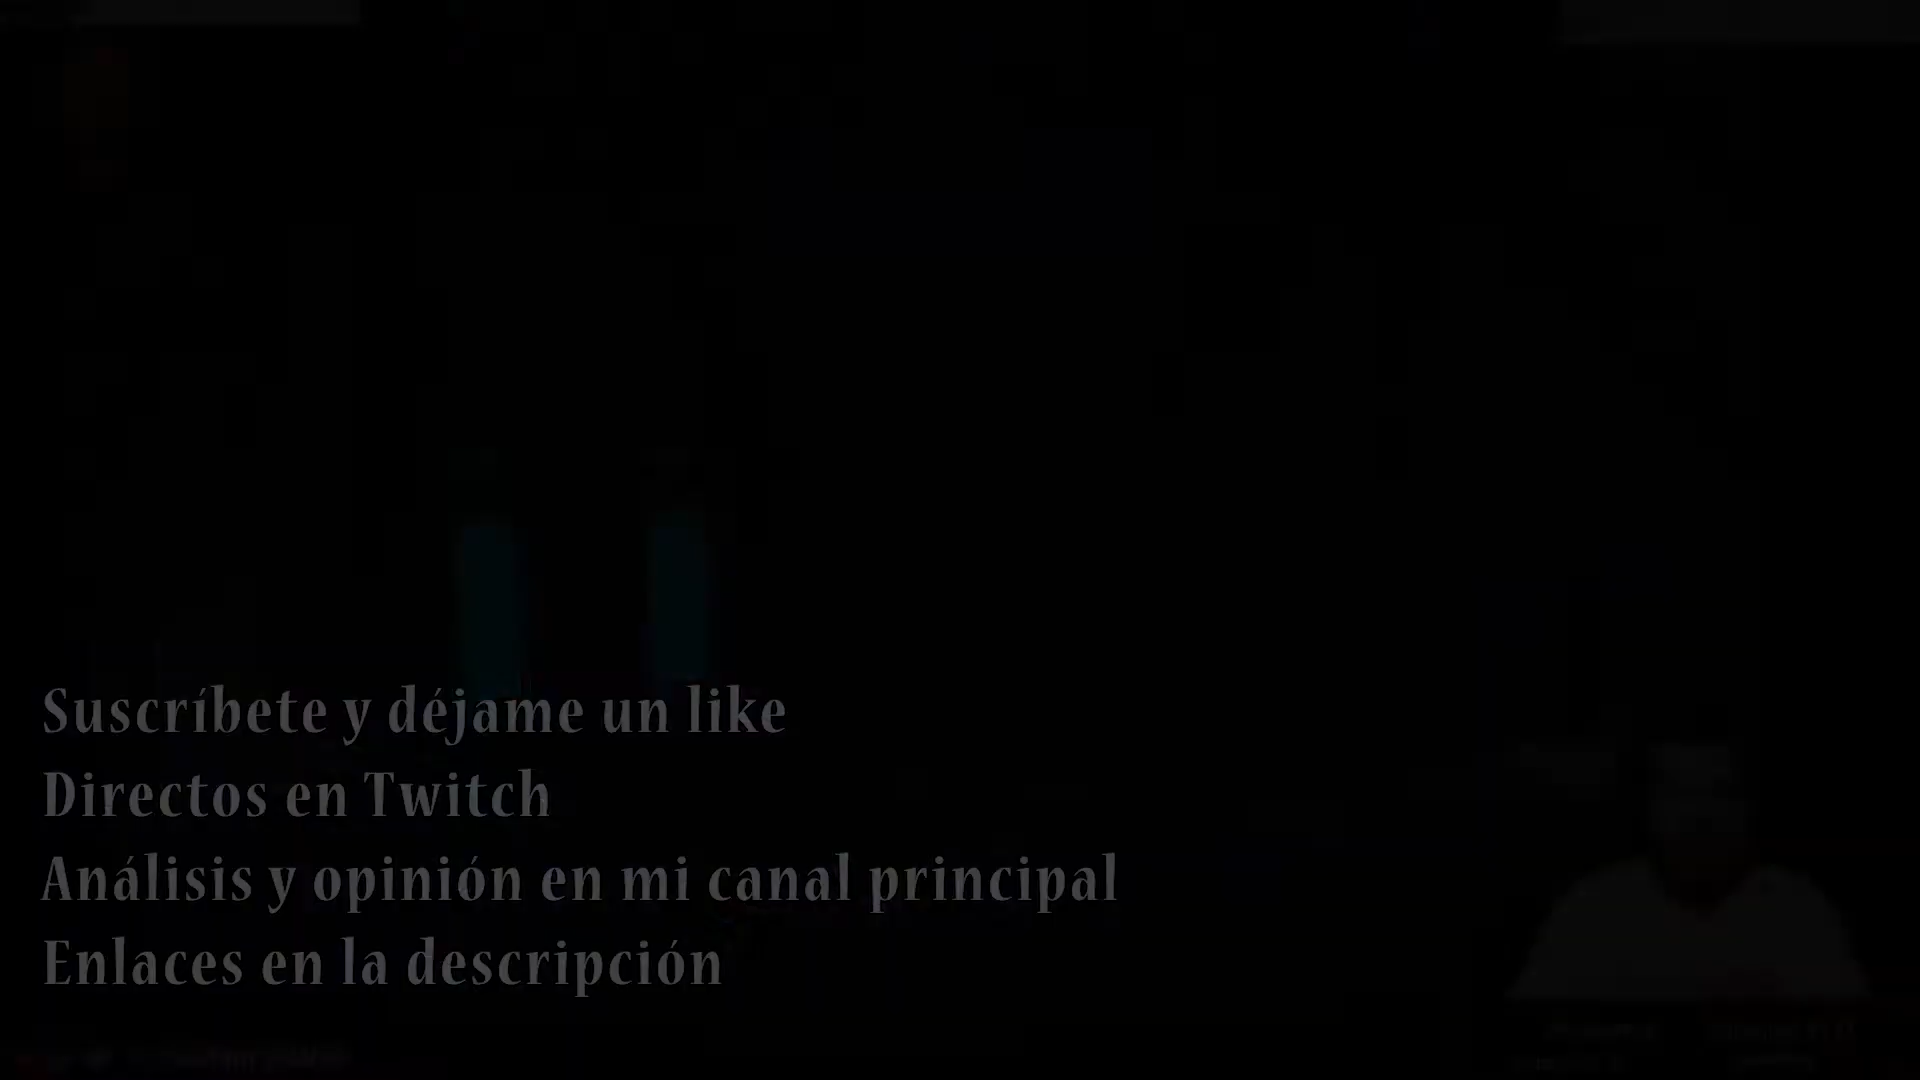 Suscríbete y déjame un like
Directos en Twitch
Análisis y opinión en mi canal principal
Enlaces en la descripción